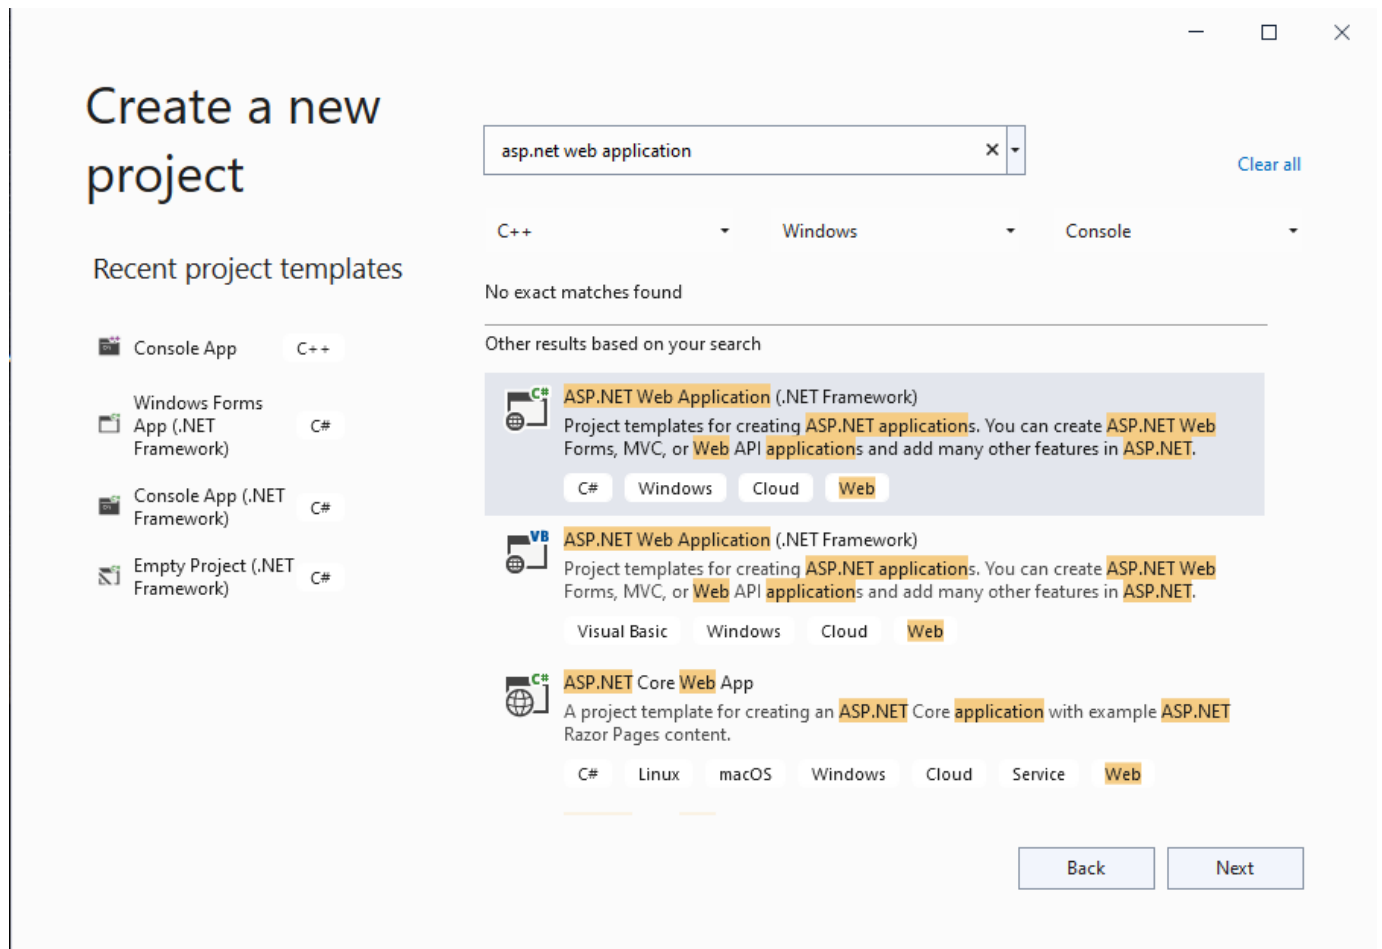 Create a new
project
asp.net web application
Clear all
C++
Windows
Console
Recent project templates
Console App
C++
Windows Forms
App (.NET
Framework)
C#
Console App (.NET
Framework)
C#
Empty Project (.NET
Framework)
C#
No exact matches found
Other results based on your search
C#
ASP.NET Web Application (.NET Framework)
Project templates for creating ASP.NET applications. You can create ASP.NET Web
Forms, MVC, or Web API applications and add many other features in ASP.NET.
C# Windows Cloud Web
VB
ASP.NET Web Application (.NET Framework)
Project templates for creating ASP.NET applications. You can create ASP.NET Web
Forms, MVC, or Web API applications and add many other features in ASP.NET.
Visual Basic Windows Cloud Web
C#
ASP.NET Core Web App
A project template for creating an ASP.NET Core application with example ASP.NET
Razor Pages content.
C# Linux macOS Windows Cloud Service Web
Back
Next